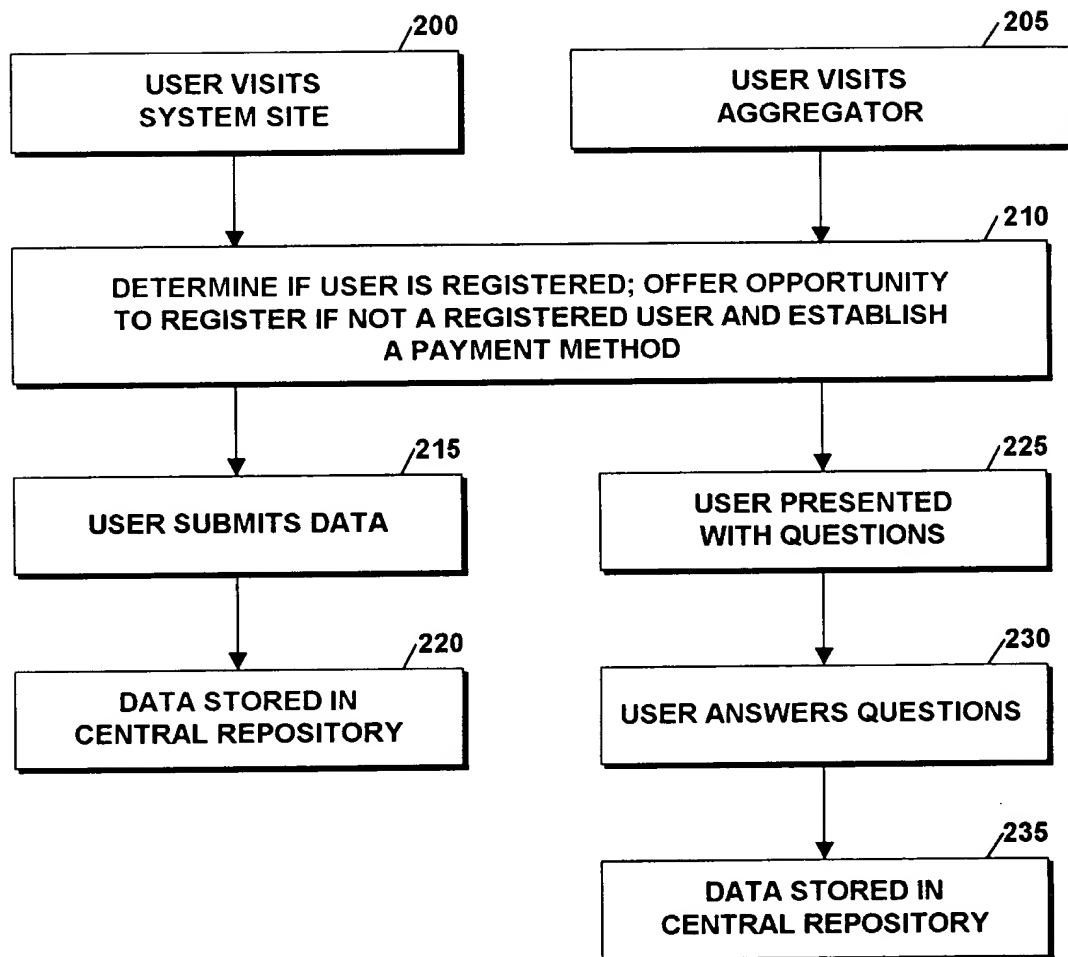 200
USER VISITS
SYSTEM SITE
205
USER VISITS
AGGREGATOR
210
DETERMINE IF USER IS REGISTERED; OFFER OPPORTUNITY
TO REGISTER IF NOT A REGISTERED USER AND ESTABLISH
A PAYMENT METHOD
215
USER SUBMITS DATA
225
USER PRESENTED
WITH QUESTIONS
220
DATA STORED IN
CENTRAL REPOSITORY
230
USER ANSWERS QUESTIONS
235
DATA STORED IN
CENTRAL REPOSITORY